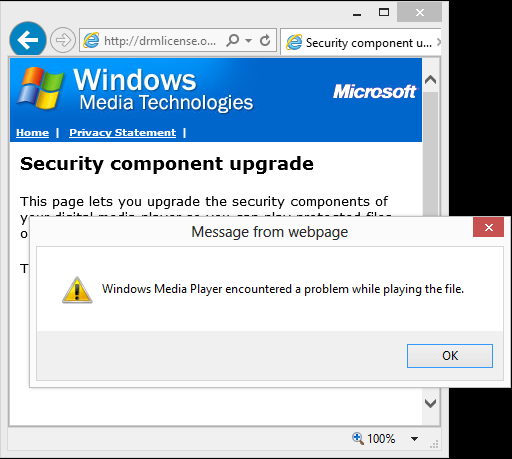 http://drmlicense.o...
Security component u...
Windows
Media Technologies
Microsoft
Home | Privacy Statement |
Security component upgrade
This page lets you upgrade the security components of
your digital media player so you can play protected files
o
T
Message from webpage
Windows Media Player encountered a problem while playing the file.
OK
100%